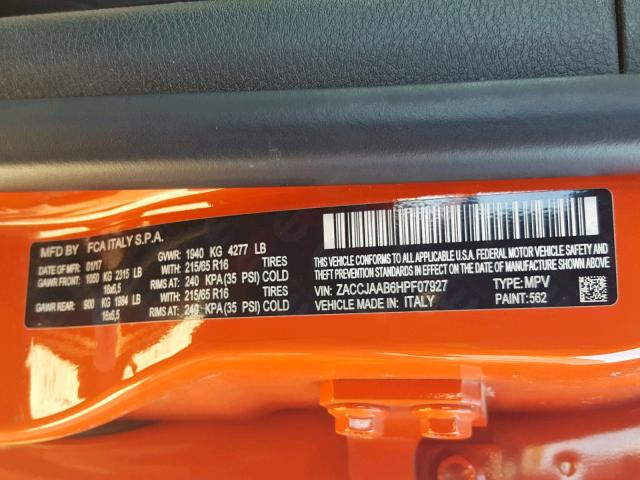 MFD BY FCA ITALY S.P.A.
DATE OF MFR: 01/17 GVWR: 1940 KG 4277 LB
GAWR FRONT: 1050 KG 2315 LB WITH: 215/65 R16 TIRES
16x6,5 RIMS AT: 240 KPA (35 PSI) COLD
GAWR REAR: 900 KG 1984 LB WITH: 215/65 R16 TIRES
16x6,5 RIMS AT: 240 KPA (35 PSI) COLD
THIS VEHICLE CONFORMS TO ALL APPLICABLE FEDERAL MOTOR VEHICLE
SAFETY, BUMPER, AND THEFT PREVENTION STANDARDS IN EFFECT ON THE
DATE OF MANUFACTURE SHOWN ABOVE.
VIN: ZACCJAAB6HPF07927 TYPE: MPV
VEHICLE MADE IN: ITALY PAINT: 562